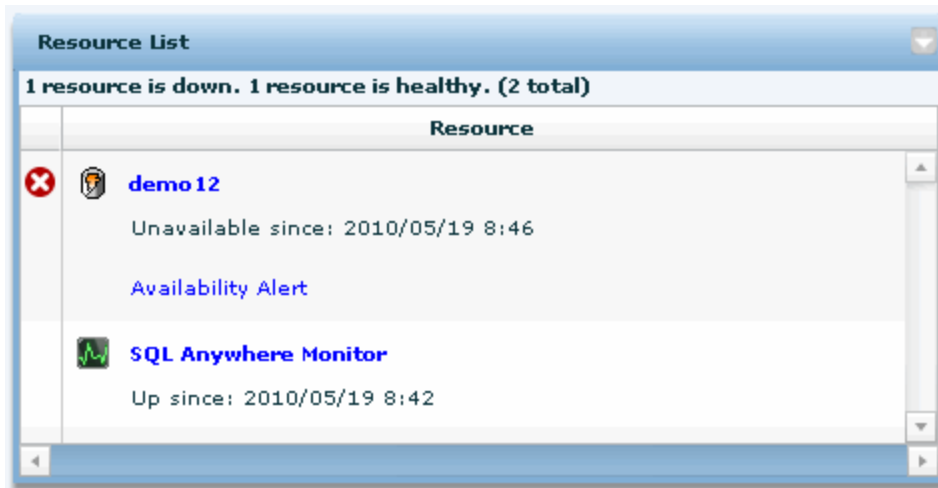 Resource List
1 resource is down. 1 resource is healthy. (2 total)
Resource
demo12
Unavailable since: 2010/05/19 8:46
Availability Alert
SQL Anywhere Monitor
Up since: 2010/05/19 8:42